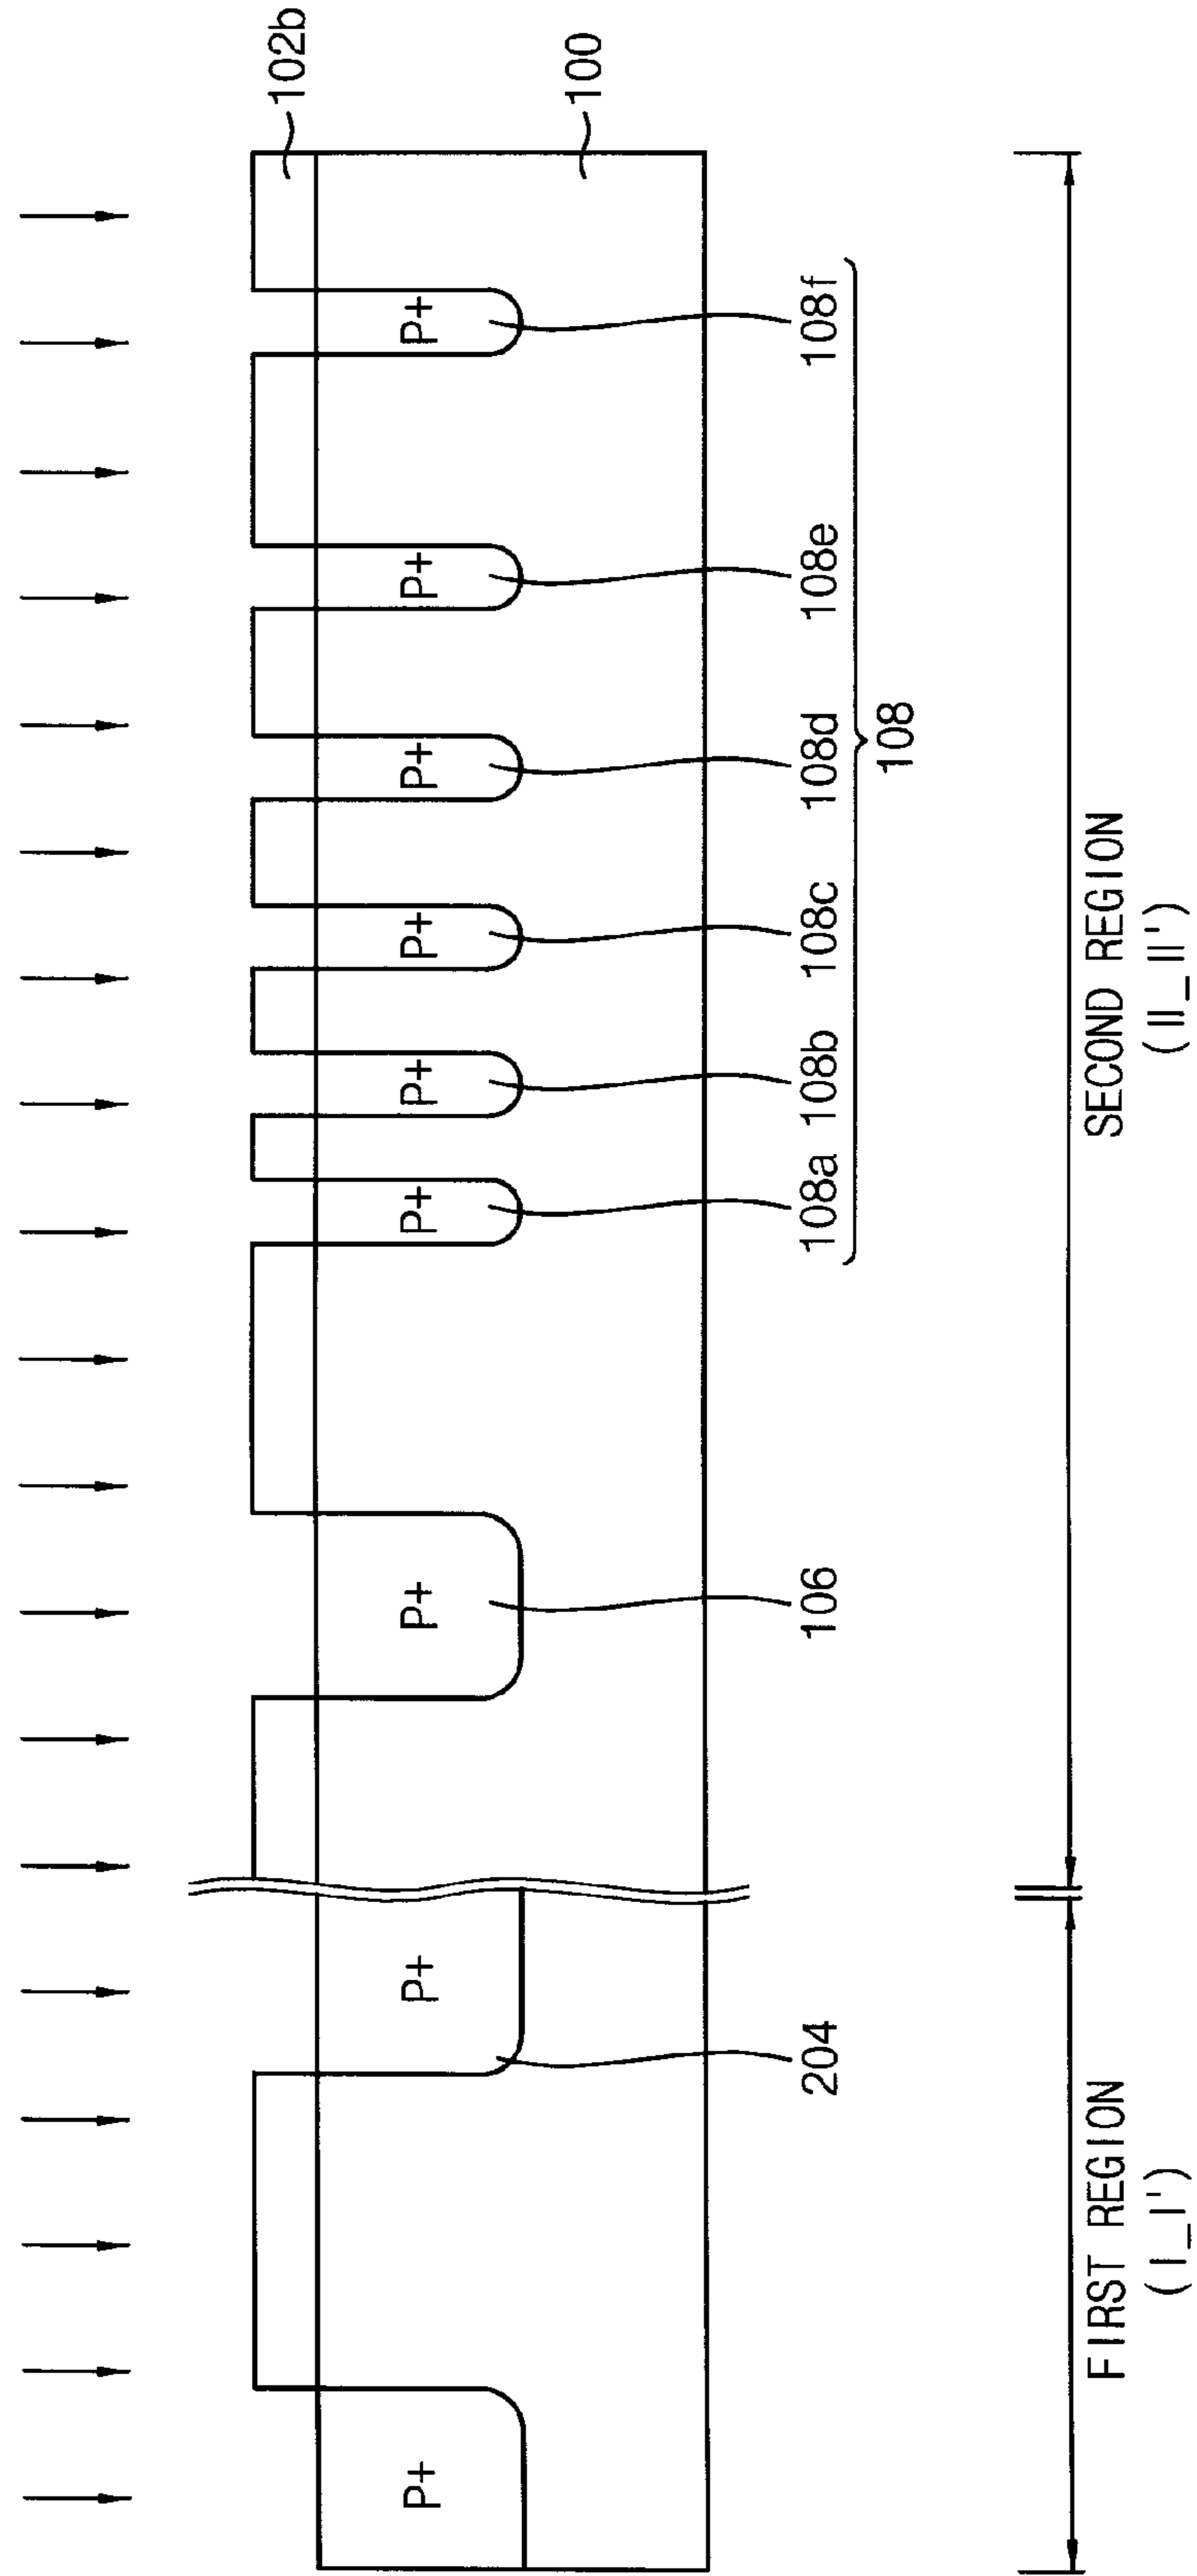 102b
100
P+ P+ P+ P+ P+ P+ P+ P+ P+
204 106 108a 108b 108c 108d 108e 108f
108
FIRST REGION SECOND REGION
(I_I') (II_II')